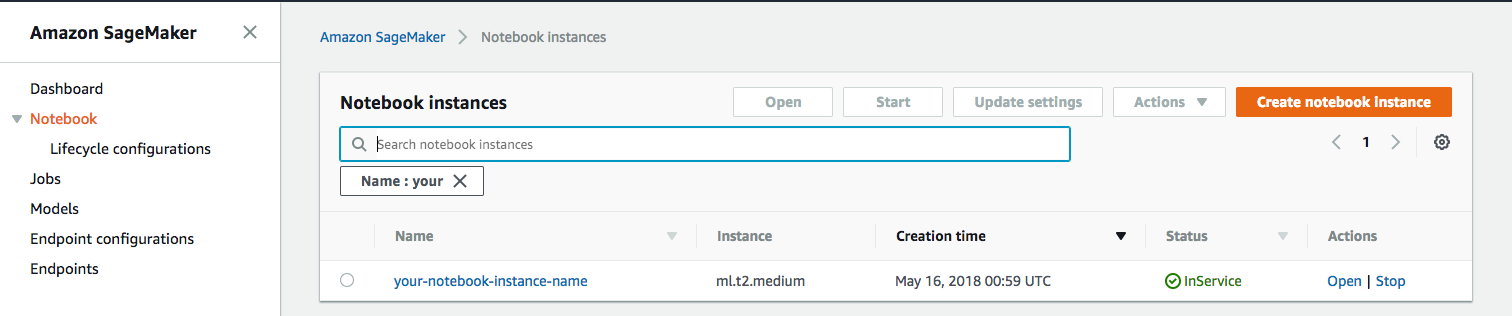 Amazon SageMaker
Dashboard
Notebook
Lifecycle configurations
Jobs
Models
Endpoint configurations
Endpoints
Amazon SageMaker Notebook instances
Notebook instances Open Start Update settings Actions Create notebook instance
Search notebook instances 1
Name : your
Name Instance Creation time Status Actions
your-notebook-instance-name ml.t2.medium May 16, 2018 00:59 UTC InService Open | Stop